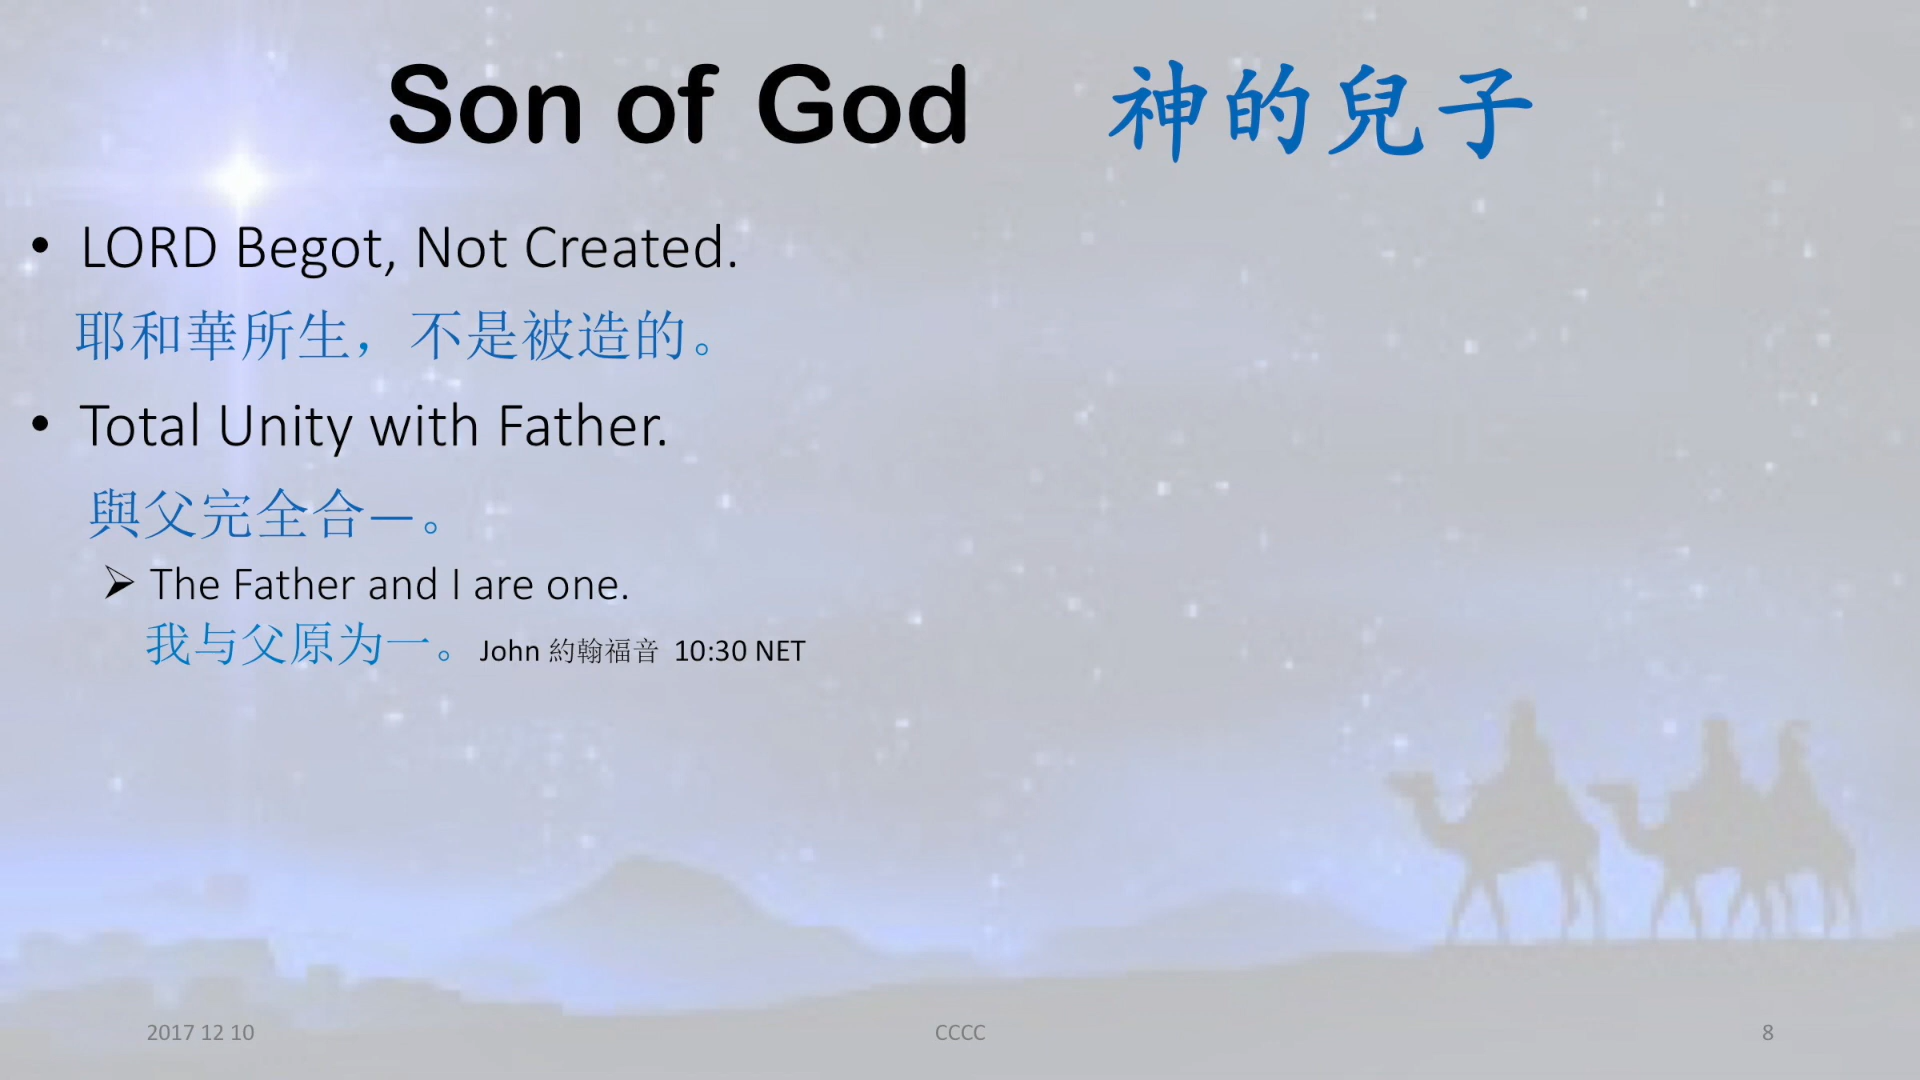 Son of God 神的兒子
• LORD Begot, Not Created.
耶和華所生，不是被造的。
• Total Unity with Father.
與父完全合一。
➢ The Father and I are one.
我与父原为一。John 約翰福音 10:30 NET
2017 12 10 CCCC 8